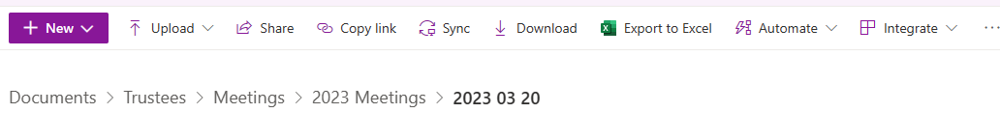 New Upload Share Copy link Sync Download Export to Excel Automate Integrate ...
Documents > Trustees > Meetings > 2023 Meetings > 2023 03 20